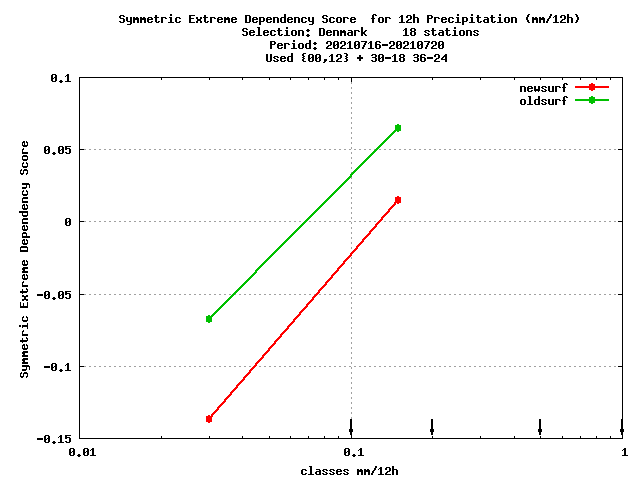 Symmetric Extreme Dependency Score  for 12h Precipitation (mm/12h)
Selection: Denmark     18 stations
Period: 20210716-20210720
Used {00,12} + 30-18 36-24
newsurf
oldsurf
0.1
0.05
0
-0.05
-0.1
-0.15
Symmetric Extreme Dependency Score
0.01 0.1 1
classes mm/12h